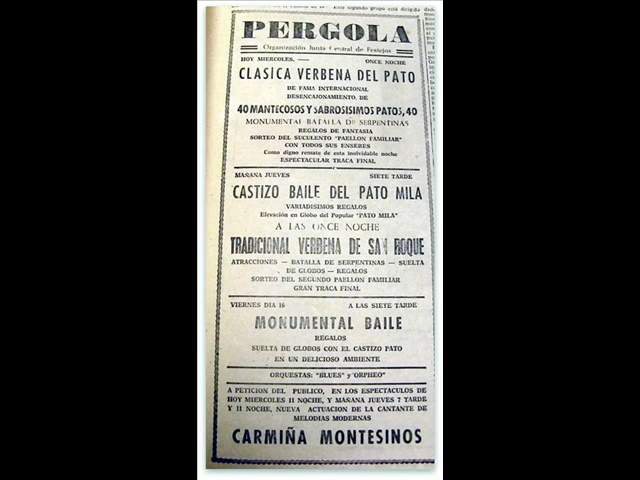 Este segundo grupo está dirigida
PERGOLA
Organización Junta Central de Festejos
HOY MIERCOLES. — ONCE NOCHE
CLASICA VERBENA DEL PATO
DE FAMA INTERNACIONAL
DESENCAJONAMIENTO, DE
40 MANTECOSOS Y SABROSISIMOS PATOS, 40
MONUMENTAL BATALLA DE SERPENTINAS
REGALOS DE FANTASIA
SORTEO DEL SUCULENTO "PAELLON FAMILIAR"
CON TODOS SUS ENSERES
Como digno remate de esta inolvidable noche
ESPECTACULAR TRACA FINAL
MAÑANA JUEVES SIETE TARDE
CASTIZO BAILE DEL PATO MILA
VARIADISIMOS REGALOS
Elevación en Globo del Popular "PATO MILA"
A LAS ONCE NOCHE
TRADICIONAL VERBENA DE SAN ROQUE
ATRACCIONES — BATALLA DE SERPENTINAS — SUELTA
DE GLOBOS — REGALOS
SORTEO DEL SEGUNDO PAELLON FAMILIAR
GRAN TRACA FINAL
VIERNES DIA 16 A LAS SIETE TARDE
MONUMENTAL BAILE
REGALOS
SUELTA DE GLOBOS CON EL CASTIZO PATO
EN UN DELICIOSO AMBIENTE
ORQUESTAS: "BLUES" y "ORPHEO"
A PETICION DEL PUBLICO, EN LOS ESPECTACULOS DE
HOY MIERCOLES 11 NOCHE, Y MAÑANA JUEVES 7 TARDE
Y 11 NOCHE, NUEVA ACTUACION DE LA CANTANTE DE
MELODIAS MODERNAS
CARMIÑA MONTESINOS